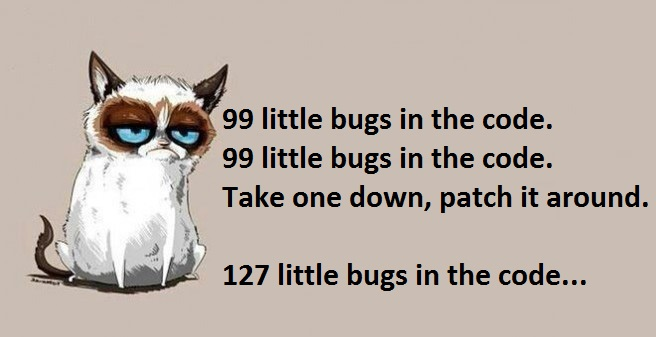 99 little bugs in the code.
99 little bugs in the code.
Take one down, patch it around.
127 little bugs in the code...